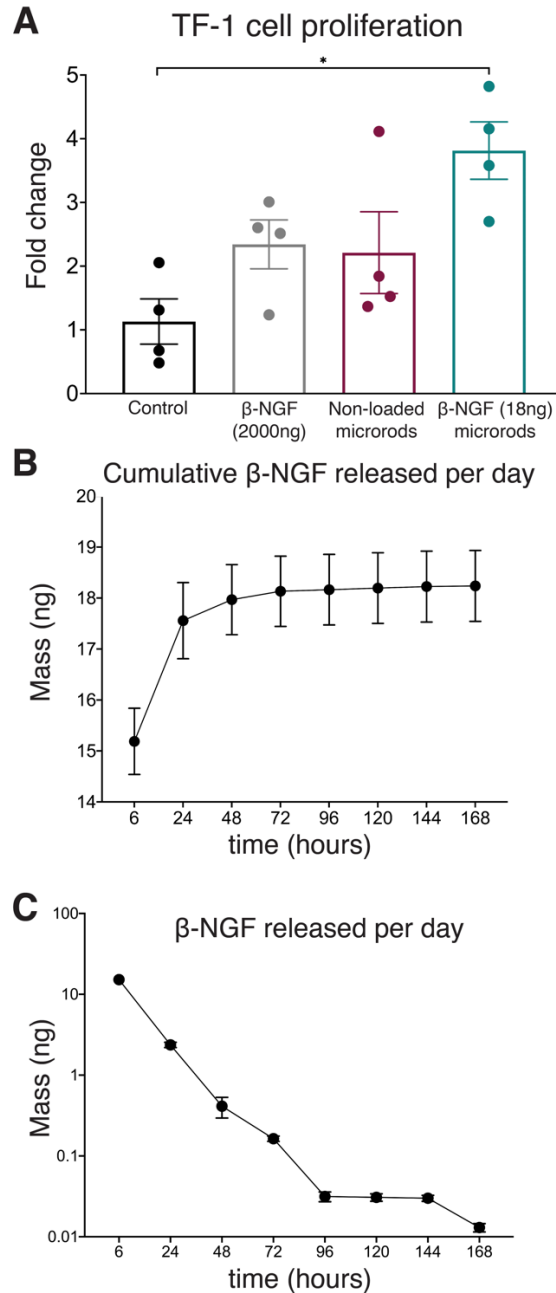 A
TF-1 cell proliferation
*
5
4
3
2
1
0
Fold change
Control
β-NGF
(2000ng)
Non-loaded
microrods
β-NGF (18ng)
microrods
B
Cumulative β-NGF released per day
20
19
18
17
16
15
14
Mass (ng)
6 24 48 72 96 120 144 168
time (hours)
C
β-NGF released per day
100
10
1
0.1
0.01
Mass (ng)
6 24 48 72 96 120 144 168
time (hours)